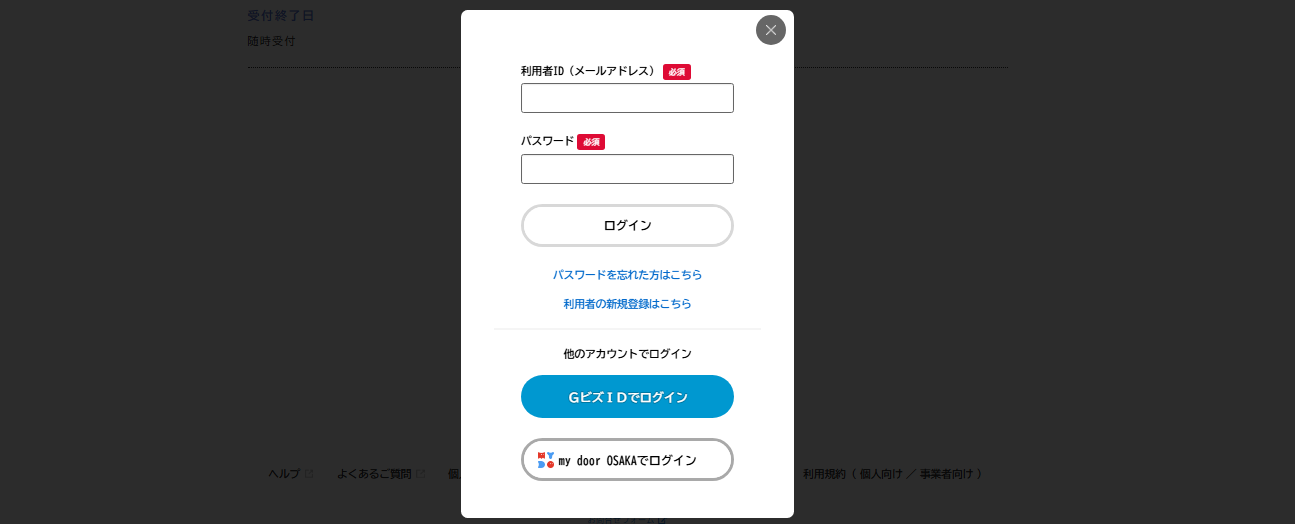 受付終了日
随時受付
利用者ID（メールアドレス） 必須
パスワード 必須
ログイン
パスワードを忘れた方はこちら
利用者の新規登録はこちら
他のアカウントでログイン
GビズＩＤでログイン
MY DO my door OSAKAでログイン
ヘルプ よくあるご質問 個 利用規約（ 個人向け ／ 事業者向け ）